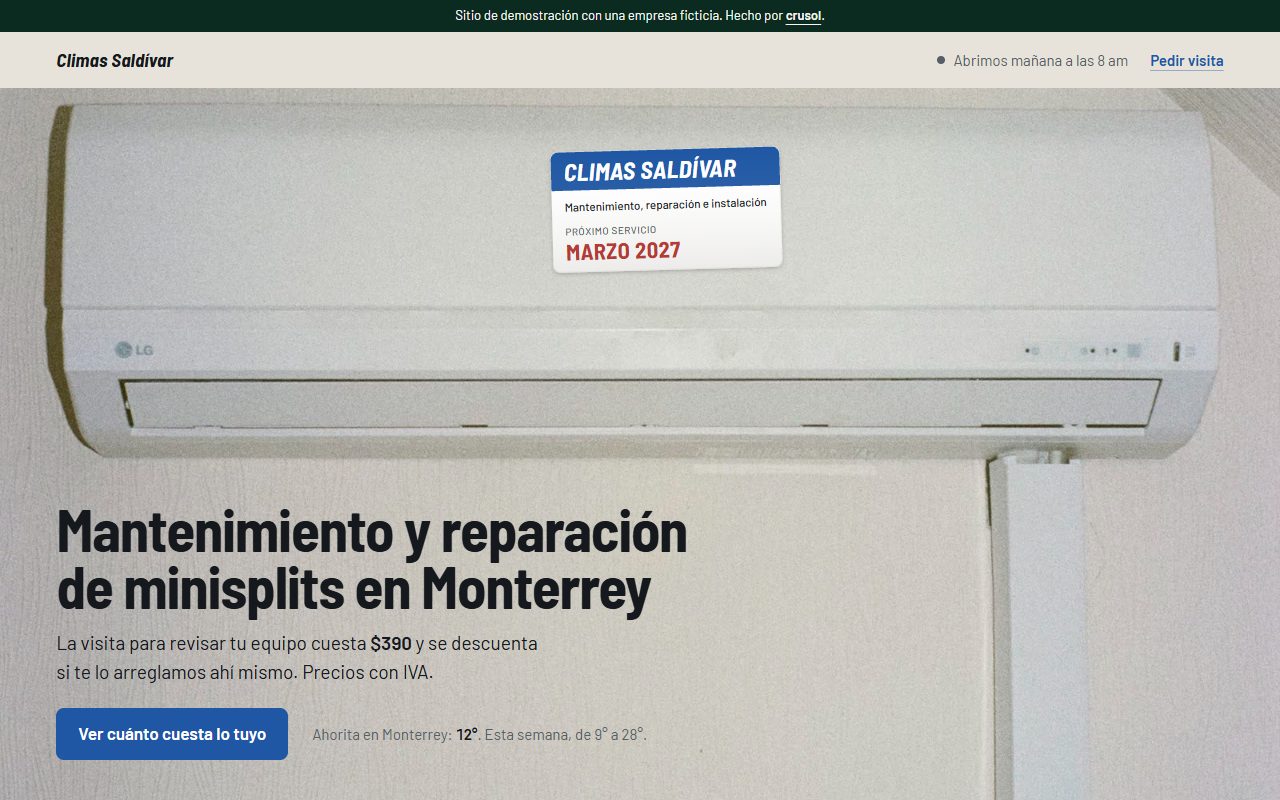 Sitio de demostración con una empresa ficticia. Hecho por crusol.
Climas Saldívar
Abrimos mañana a las 8 am
Pedir visita
CLIMAS SALDÍVAR
Mantenimiento, reparación e instalación
PRÓXIMO SERVICIO
MARZO 2027
LG
Mantenimiento y reparación
de minisplits en Monterrey
La visita para revisar tu equipo cuesta $390 y se descuenta
si te lo arreglamos ahí mismo. Precios con IVA.
Ver cuánto cuesta lo tuyo
Ahorita en Monterrey: 12°. Esta semana, de 9° a 28°.